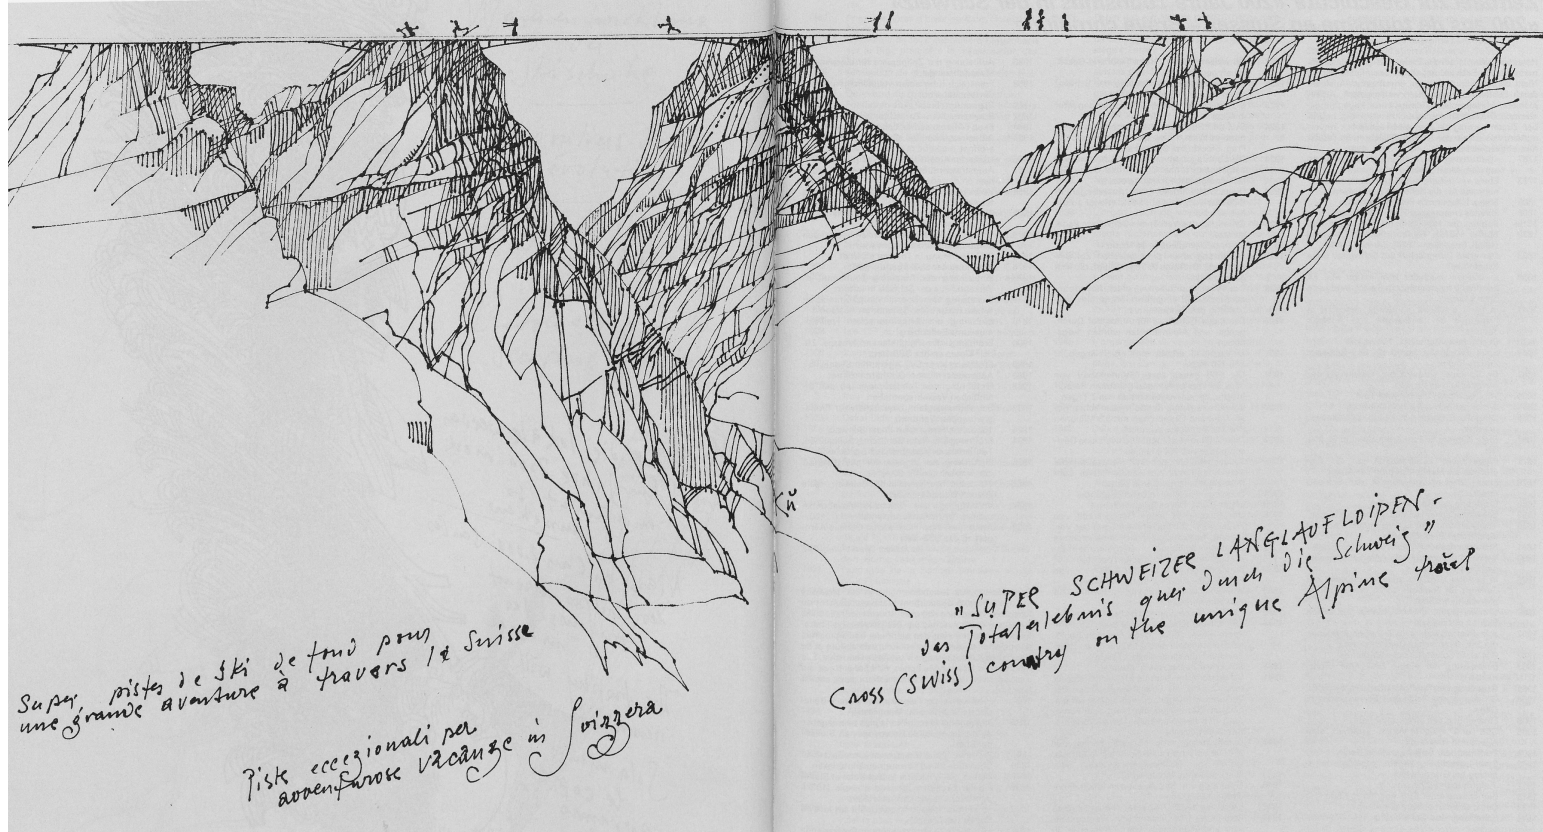 Super, pistes de Ski de fond pour
une grande aventure à travers la Suisse
Piste eccezionali per
avventurose vacanze in Svizzera
"SUPER SCHWEIZER LANGLAUFLOIPEN -
das Totalerlebnis quer durch die Schweiz"
Cross (Swiss) country on the unique Alpine trail